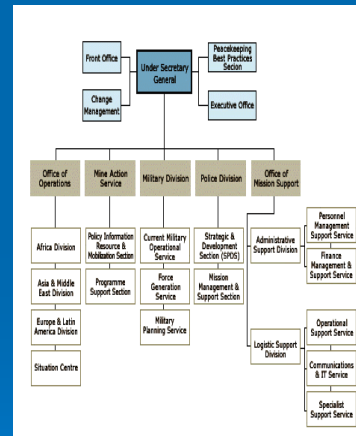 Front Office
Under Secretary
General
Peacekeeping
Best Practices
Secion
Change
Management
Executive Office
Office of
Operations
Mine Action
Service
Military Division
Police Division
Office of
Mission Support
Africa Division
Asia & Middle
East Division
Europe & Latin
America Division
Situation Centre
Policy Information
Resource &
Mobilization Section
Programme
Support Section
Current Military
Operational
Service
Force
Generation
Service
Military
Planning Service
Strategic &
Development
Section (SPDS)
Mission
Management &
Support Section
Administrative
Support Division
Personnel
Management
Support Service
Finance
Management &
Support Service
Logistic Support
Division
Operational
Support Service
Communications
& IT Service
Specialist
Support Service